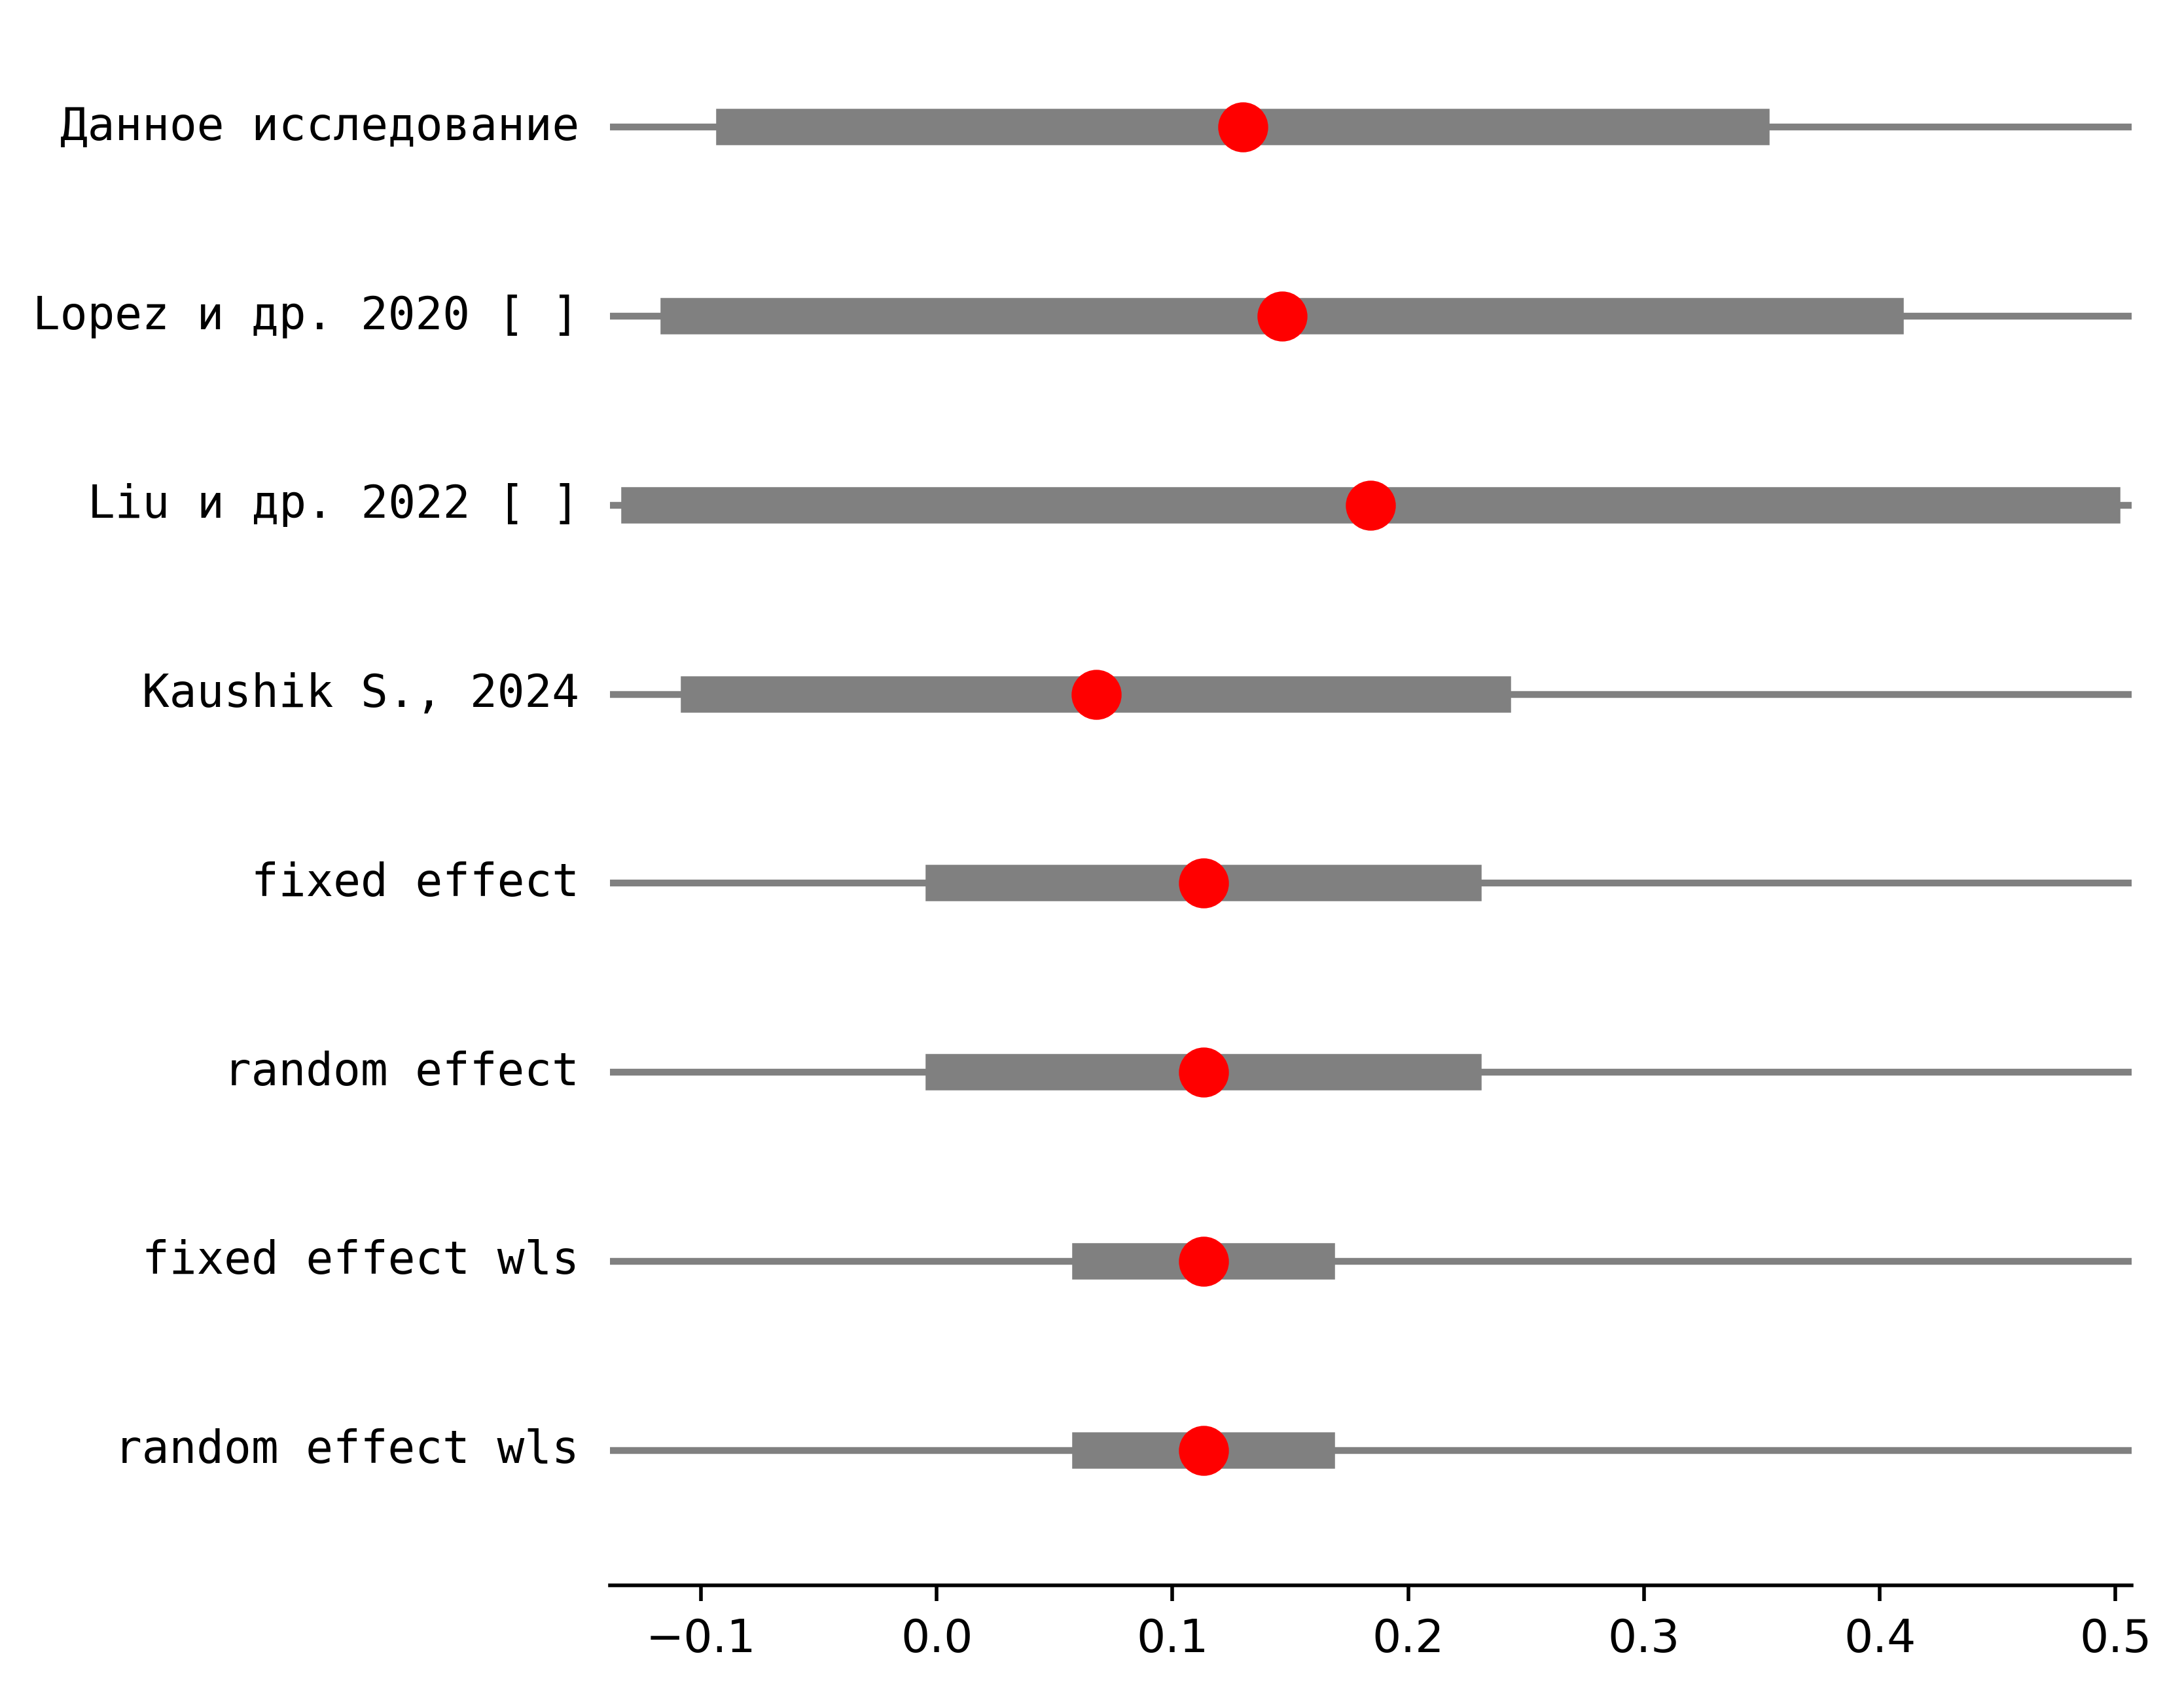 Данное исследование
Lopez и др. 2020 [ ]
Liu и др. 2022 [ ]
Kaushik S., 2024
fixed effect
random effect
fixed effect wls
random effect wls
−0.1 0.0 0.1 0.2 0.3 0.4 0.5